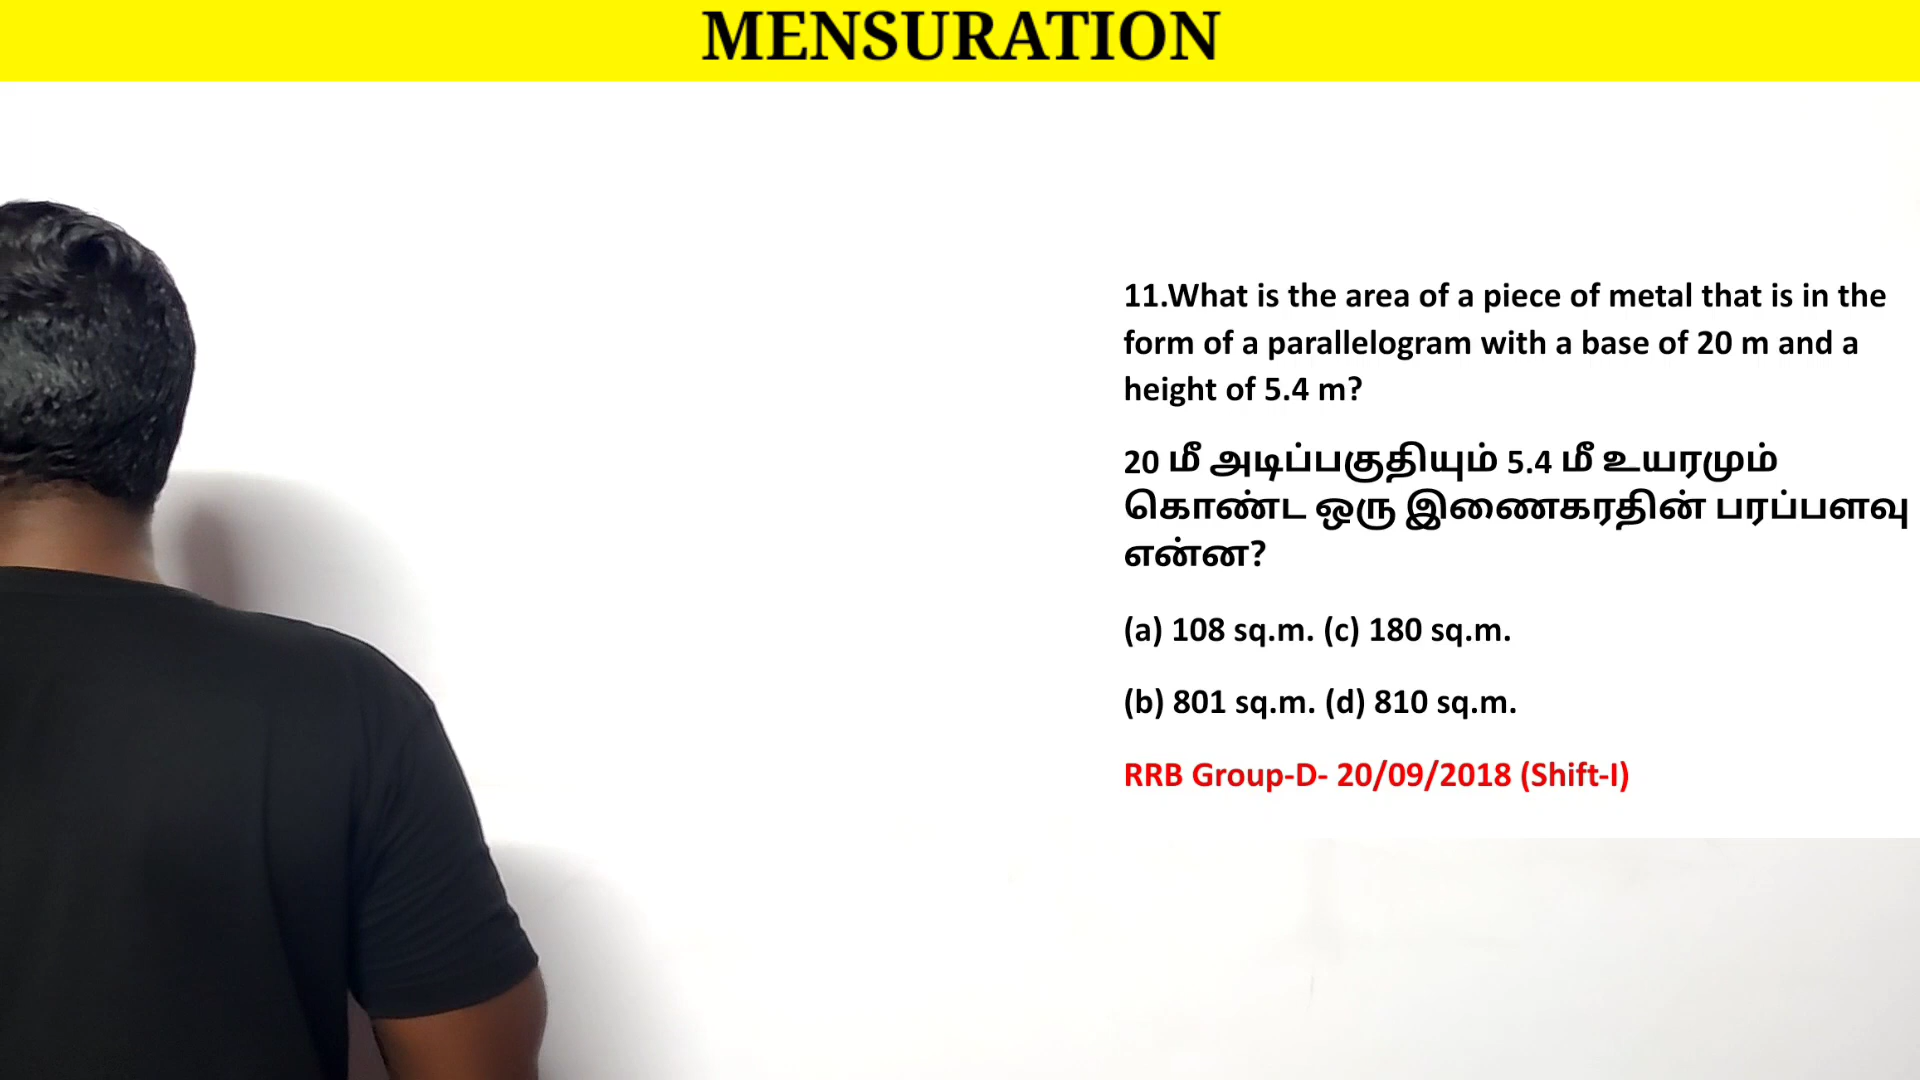 MENSURATION
11.What is the area of a piece of metal that is in the
form of a parallelogram with a base of 20 m and a
height of 5.4 m?
20 மீ அடிப்பகுதியும் 5.4 மீ உயரமும்
கொண்ட ஒரு இணைகரதின் பரப்பளவு
என்ன?
(a) 108 sq.m. (c) 180 sq.m.
(b) 801 sq.m. (d) 810 sq.m.
RRB Group-D- 20/09/2018 (Shift-I)